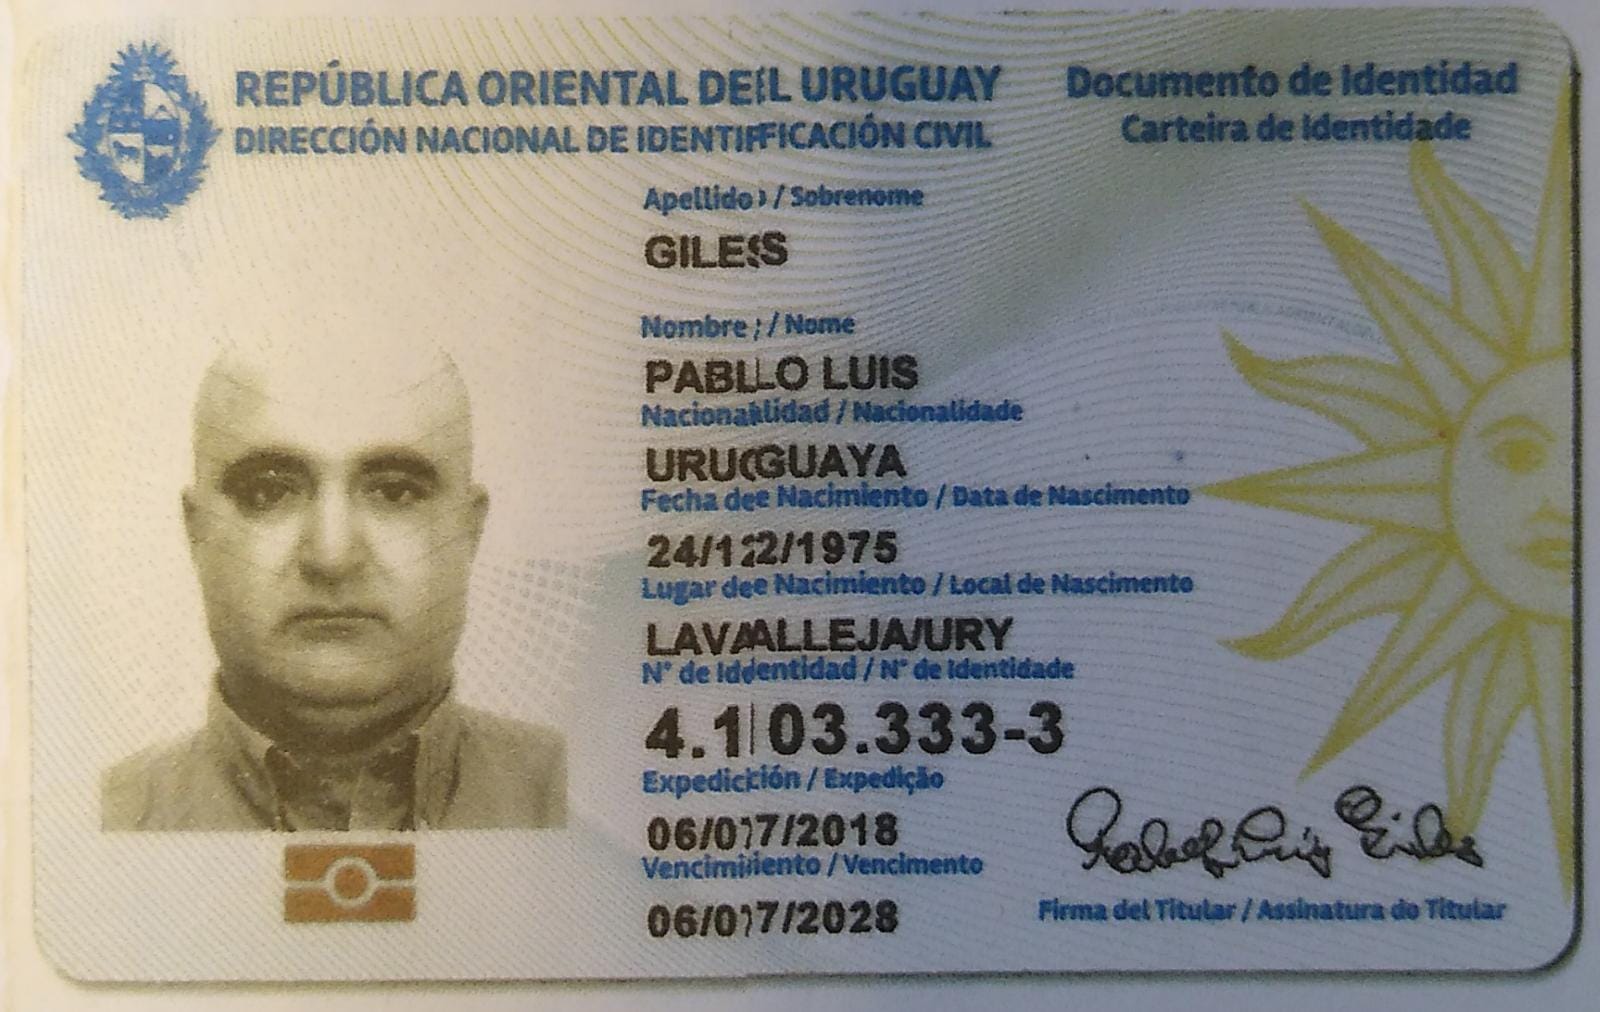 REPÚBLICA ORIENTAL DEL URUGUAY
DIRECCIÓN NACIONAL DE IDENTIFICACIÓN CIVIL
Documento de Identidad
Carteira de Identidade
Apellido / Sobrenome
GILES
Nombre / Nome
PABLO LUIS
Nacionalidad / Nacionalidade
URUGUAYA
Fecha de Nacimiento / Data de Nascimento
24/12/1975
Lugar de Nacimiento / Local de Nascimento
LAVALLEJA/URY
N° de Identidad / N° de Identidade
4.103.333-3
Expedición / Expedição
06/07/2018
Vencimiento / Vencimento
06/07/2028
Firma del Titular / Assinatura do Titular